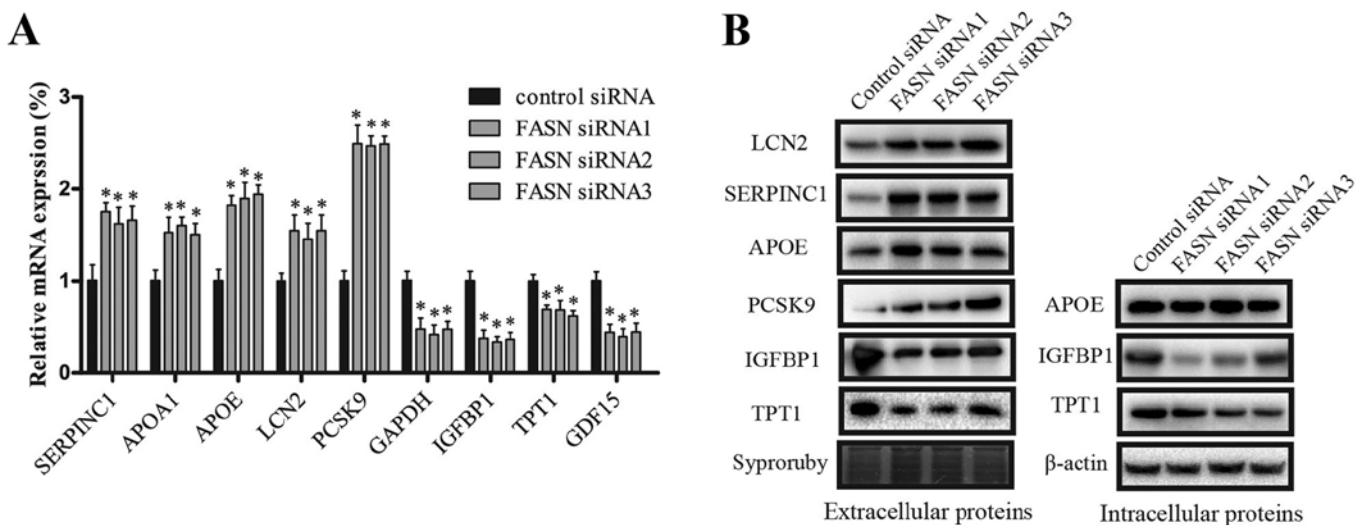 A
Relative mRNA exprssion (%)
3
2
1
0
control siRNA
FASN siRNA1
FASN siRNA2
FASN siRNA3
* * *
* * *
* * *
* * *
* * *
* * *
* * *
* * *
* * *
SERPINC1
APOA1
APOE
LCN2
PCSK9
GAPDH
IGFBP1
TPT1
GDF15
B
Control siRNA
FASN siRNA1
FASN siRNA2
FASN siRNA3
LCN2
SERPINC1
APOE
PCSK9
IGFBP1
TPT1
Syproruby
Extracellular proteins
Control siRNA
FASN siRNA1
FASN siRNA2
FASN siRNA3
APOE
IGFBP1
TPT1
β-actin
Intracellular proteins